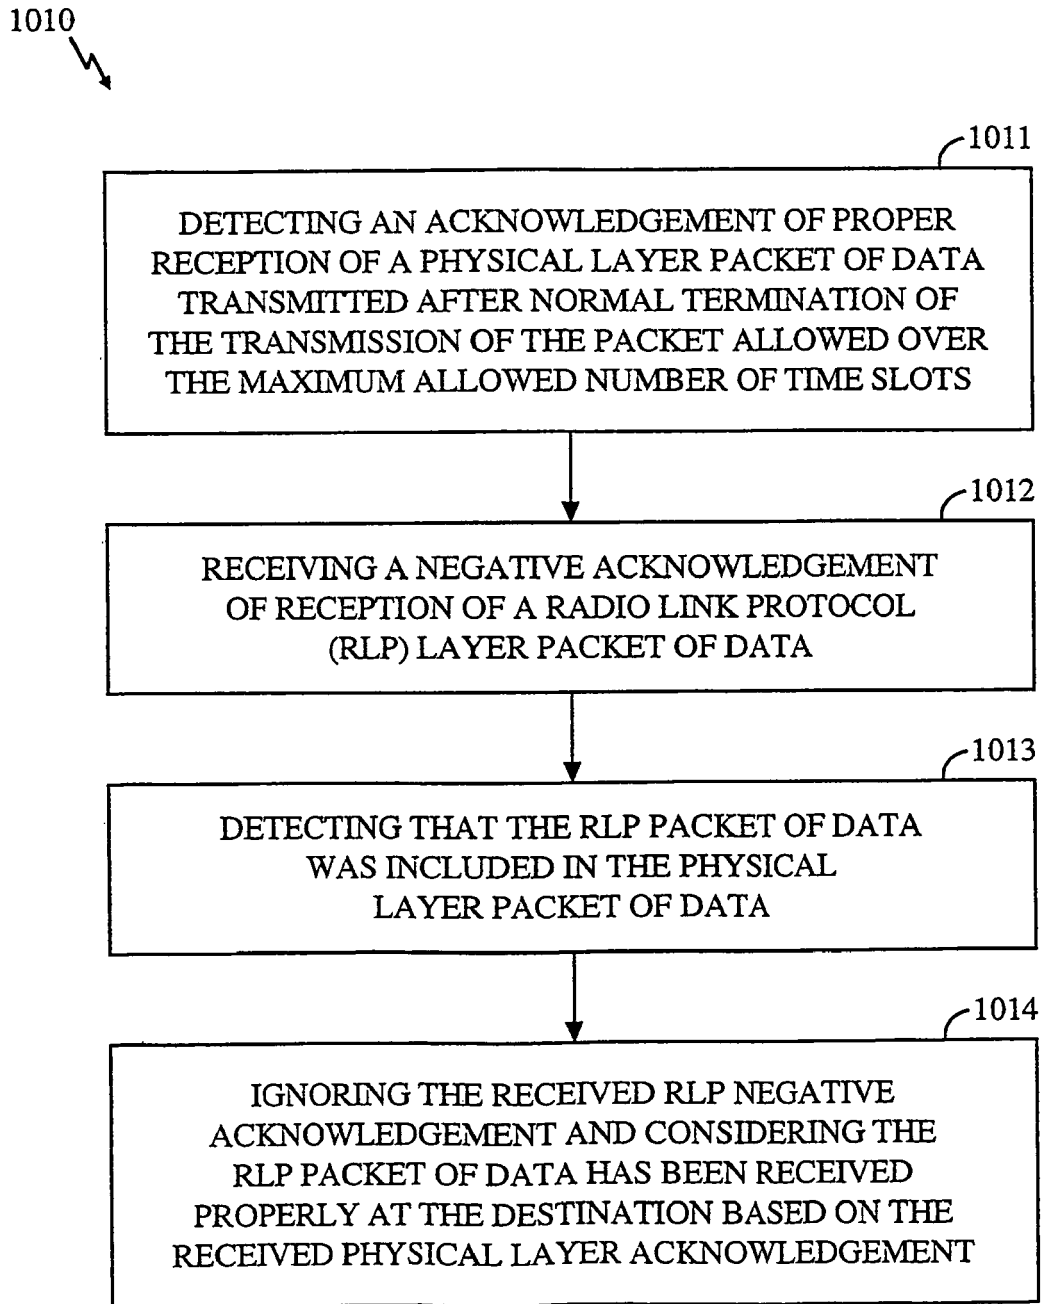 1010
1011
DETECTING AN ACKNOWLEDGEMENT OF PROPER
RECEPTION OF A PHYSICAL LAYER PACKET OF DATA
TRANSMITTED AFTER NORMAL TERMINATION OF
THE TRANSMISSION OF THE PACKET ALLOWED OVER
THE MAXIMUM ALLOWED NUMBER OF TIME SLOTS
1012
RECEIVING A NEGATIVE ACKNOWLEDGEMENT
OF RECEPTION OF A RADIO LINK PROTOCOL
(RLP) LAYER PACKET OF DATA
1013
DETECTING THAT THE RLP PACKET OF DATA
WAS INCLUDED IN THE PHYSICAL
LAYER PACKET OF DATA
1014
IGNORING THE RECEIVED RLP NEGATIVE
ACKNOWLEDGEMENT AND CONSIDERING THE
RLP PACKET OF DATA HAS BEEN RECEIVED
PROPERLY AT THE DESTINATION BASED ON THE
RECEIVED PHYSICAL LAYER ACKNOWLEDGEMENT